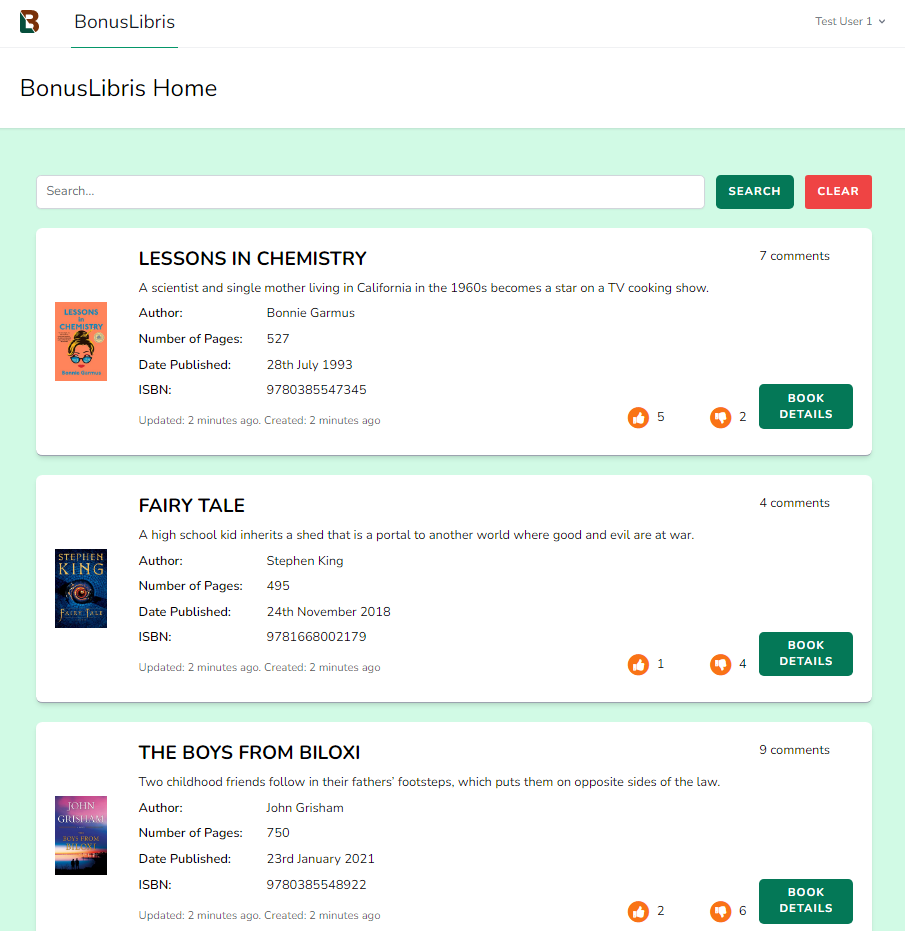 BonusLibris
Test User 1
BonusLibris Home
Search...
SEARCH
CLEAR
LESSONS IN CHEMISTRY
7 comments
A scientist and single mother living in California in the 1960s becomes a star on a TV cooking show.
LESSONS
in
CHEMISTRY
Bonnie Garmus
Author: Bonnie Garmus
Number of Pages: 527
Date Published: 28th July 1993
ISBN: 9780385547345
Updated: 2 minutes ago. Created: 2 minutes ago
5
2
BOOK
DETAILS
FAIRY TALE
4 comments
A high school kid inherits a shed that is a portal to another world where good and evil are at war.
STEPHEN
KING
FAIRY TALE
Author: Stephen King
Number of Pages: 495
Date Published: 24th November 2018
ISBN: 9781668002179
Updated: 2 minutes ago. Created: 2 minutes ago
1
4
BOOK
DETAILS
THE BOYS FROM BILOXI
9 comments
Two childhood friends follow in their fathers’ footsteps, which puts them on opposite sides of the law.
JOHN
GRISHAM
BOYS FROM
BILOXI
Author: John Grisham
Number of Pages: 750
Date Published: 23rd January 2021
ISBN: 9780385548922
Updated: 2 minutes ago. Created: 2 minutes ago
2
6
BOOK
DETAILS